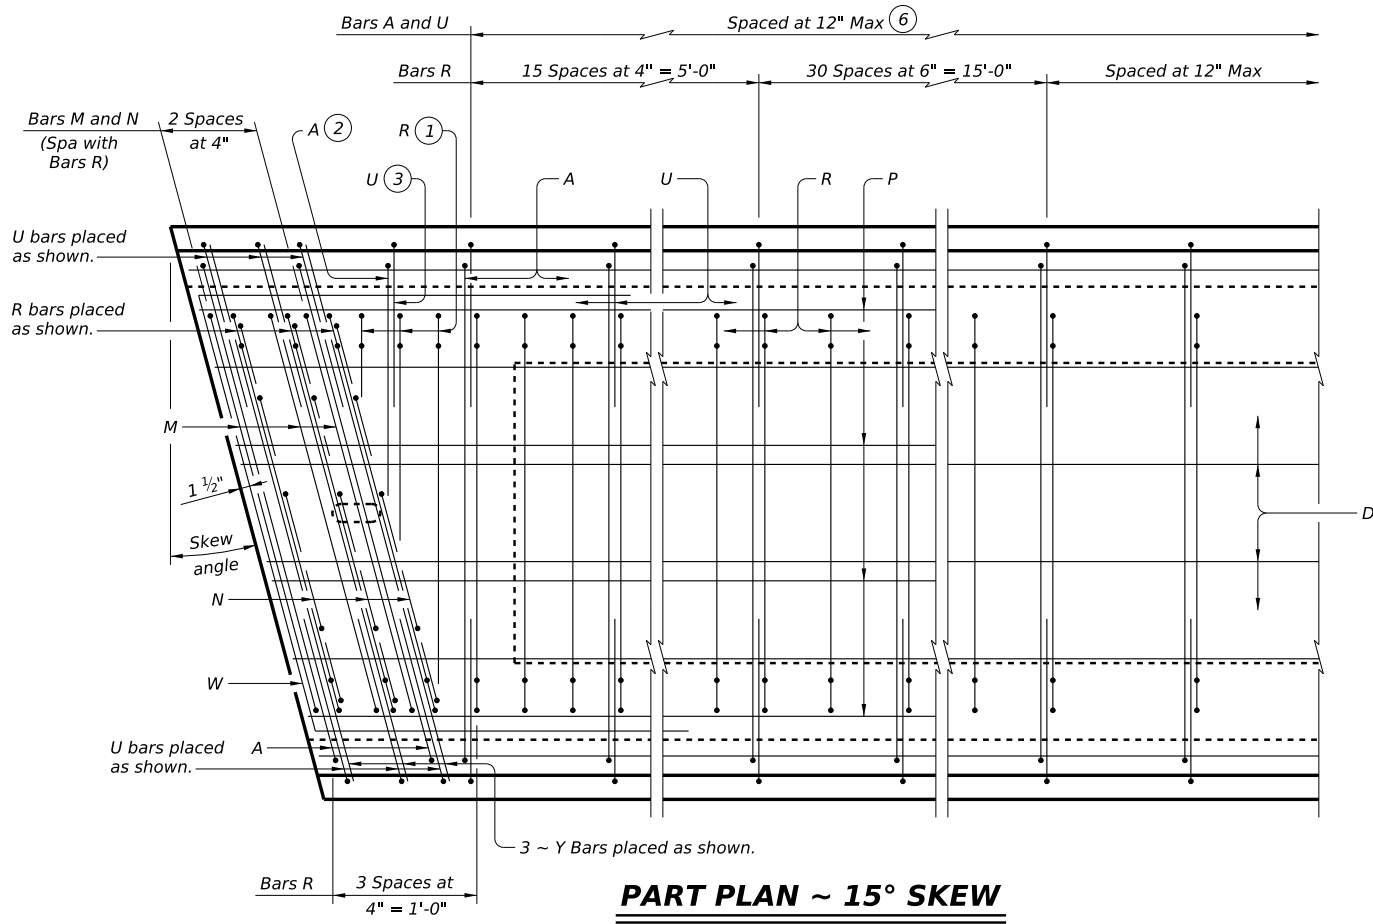 Bars A and U
Spaced at 12" Max 6
Bars R
15 Spaces at 4" = 5'-0"
30 Spaces at 6" = 15'-0"
Spaced at 12" Max
Bars M and N
(Spa with
Bars R)
2 Spaces
at 4"
A 2
R 1
U 3
A
U
R
P
U bars placed
as shown.
R bars placed
as shown.
M
1 1/2"
Skew
angle
D
N
W
U bars placed
as shown.
A
3 ~ Y Bars placed as shown.
Bars R
3 Spaces at
4" = 1'-0"
PART PLAN ~ 15° SKEW